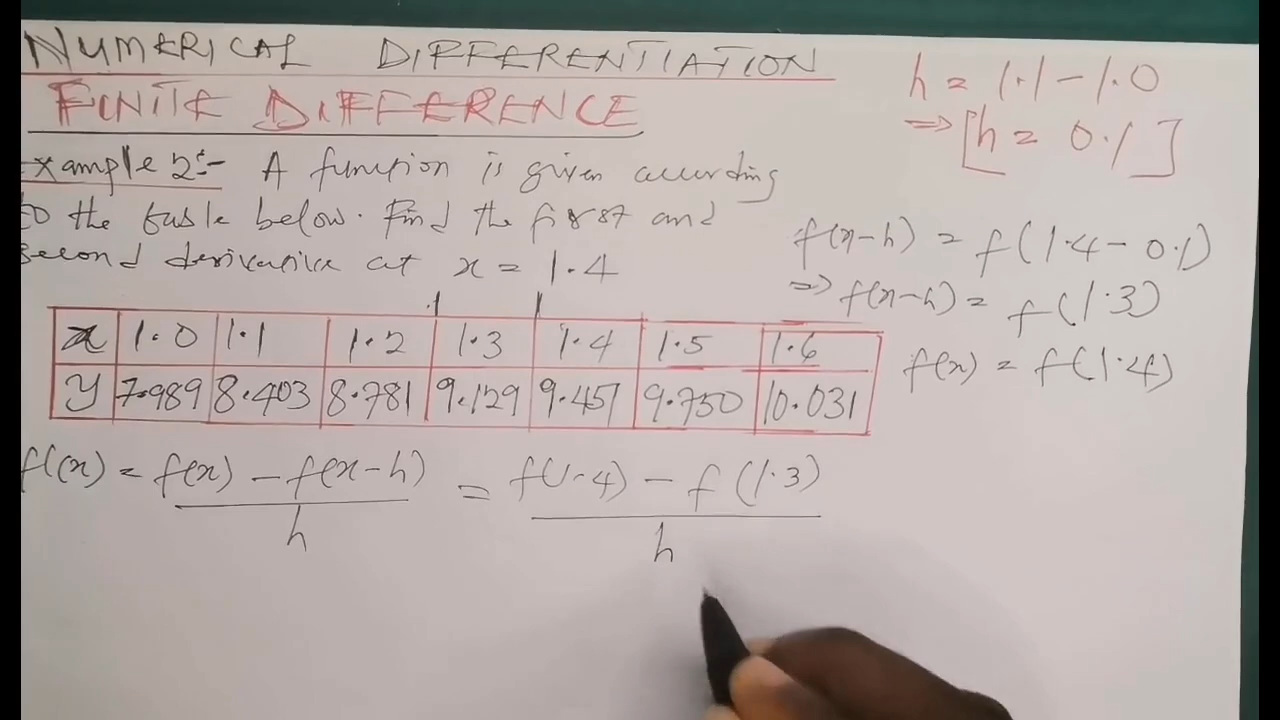 NUMERICAL DIFFERENTIATION
FINITE DIFFERENCE
Example 2:- A function is given according
to the table below. Find the first and
second derivative at x = 1.4
x 1.0 1.1 1.2 1.3 1.4 1.5 1.6
y 7.989 8.403 8.781 9.129 9.451 9.750 10.031
f'(x) = f(x) - f(x-h) / h = f(1.4) - f(1.3) / h
h = 1.1 - 1.0
⇒ [h = 0.1]
f(x-h) = f(1.4 - 0.1)
⇒ f(x-h) = f(1.3)
f(x) = f(1.4)